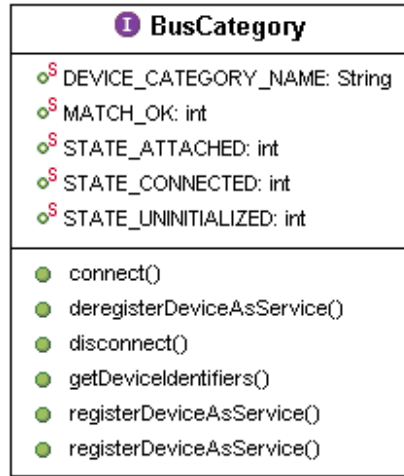 I BusCategory
S DEVICE_CATEGORY_NAME: String
S MATCH_OK: int
S STATE_ATTACHED: int
S STATE_CONNECTED: int
S STATE_UNINITIALIZED: int
connect()
deregisterDeviceAsService()
disconnect()
getDeviceIdentifiers()
registerDeviceAsService()
registerDeviceAsService()